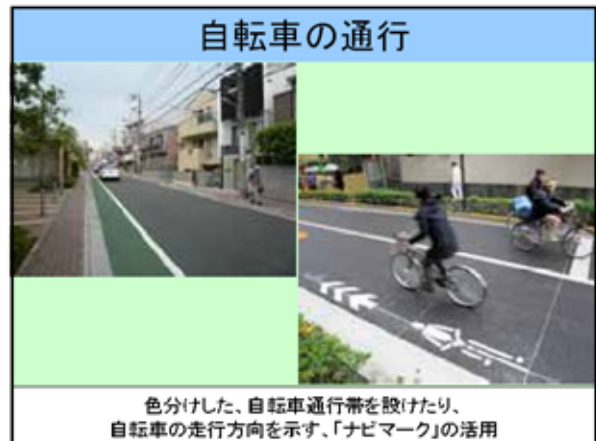 自転車の通行
色分けした、自転車通行帯を設けたり、
自転車の走行方向を示す、「ナビマーク」の活用